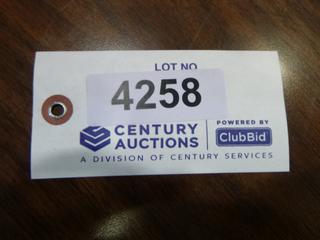 LOT NO
4258
CENTURY AUCTIONS
POWERED BY
ClubBid
A DIVISION OF CENTURY SERVICES